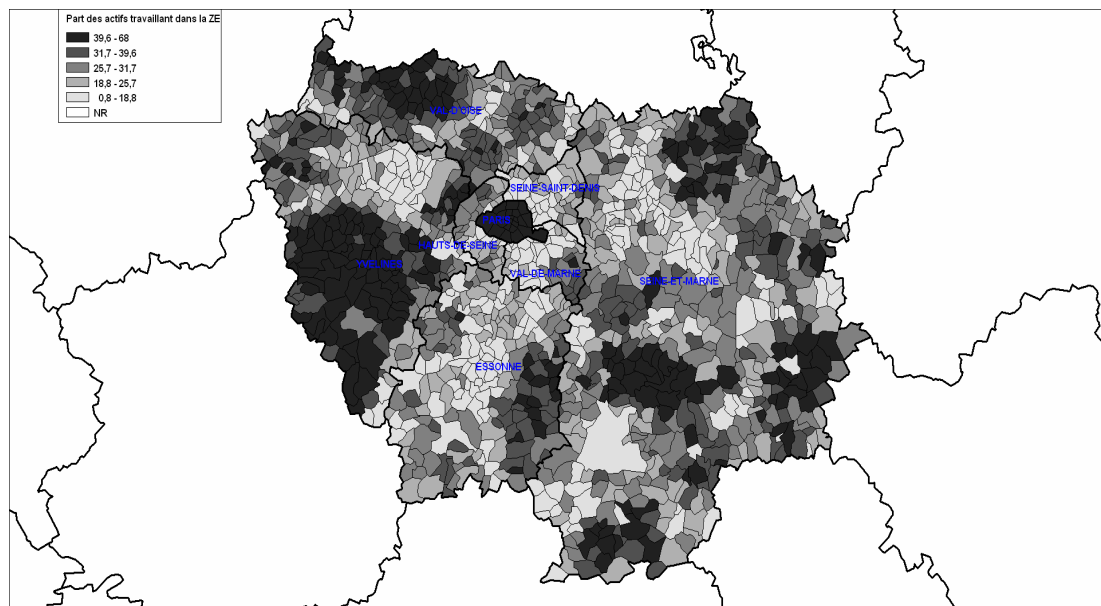 Part des actifs travaillant dans la ZE
39,6 - 68
31,7 - 39,6
25,7 - 31,7
18,8 - 25,7
0,8 - 18,8
NR
VAL-D'OISE
SEINE-SAINT-DENIS
PARIS
HAUTS-DE-SEINE
YVELINES
VAL-DE-MARNE
SEINE-ET-MARNE
ESSONNE